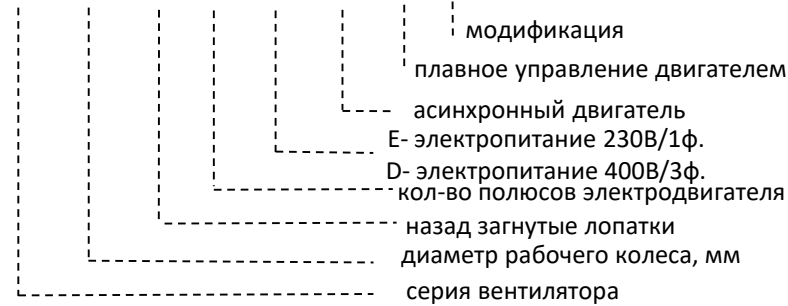 модификация
плавное управление двигателем
асинхронный двигатель
Е- электропитание 230В/1ф.
D- электропитание 400В/3ф.
кол-во полюсов электродвигателя
назад загнутые лопатки
диаметр рабочего колеса, мм
серия вентилятора